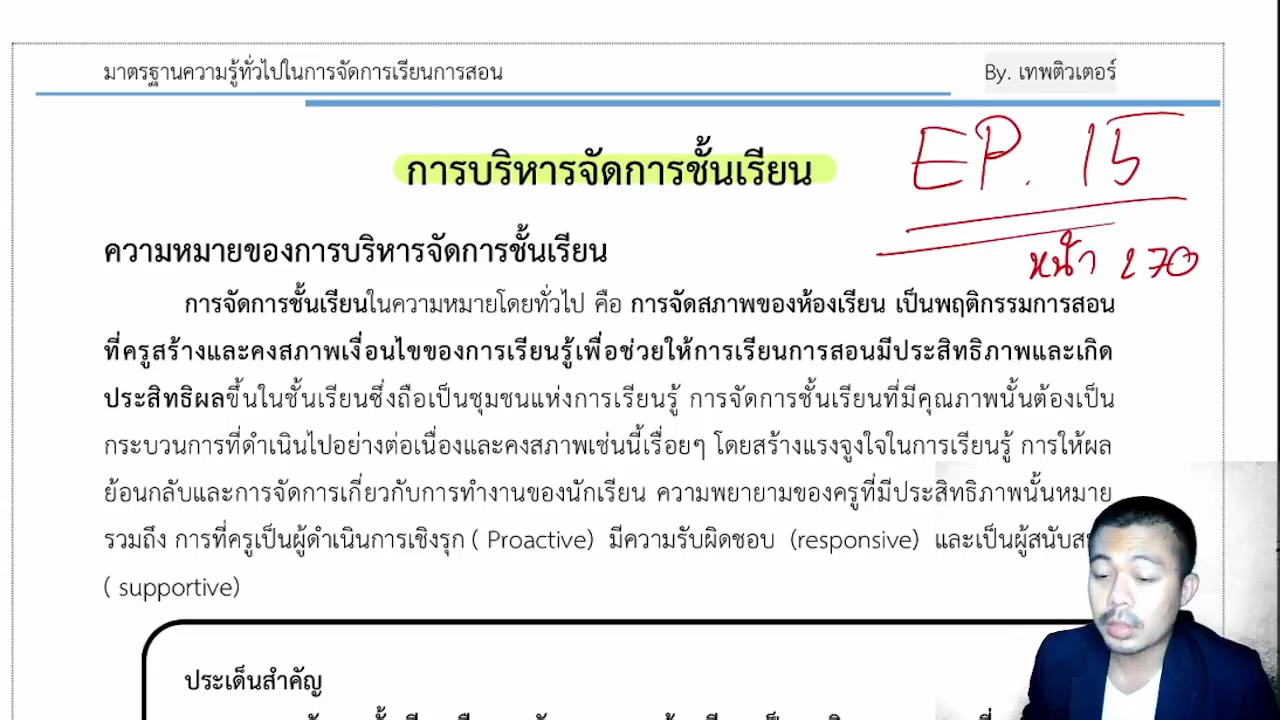 มาตรฐานความรู้ทั่วไปในการจัดการเรียนการสอน By. เทพติวเตอร์
EP. 15
การบริหารจัดการชั้นเรียน
หน้า 270
ความหมายของการบริหารจัดการชั้นเรียน
การจัดการชั้นเรียนในความหมายโดยทั่วไป คือ การจัดสภาพของห้องเรียน เป็นพฤติกรรมการสอน
ที่ครูสร้างและคงสภาพเงื่อนไขของการเรียนรู้เพื่อช่วยให้การเรียนการสอนมีประสิทธิภาพและเกิด
ประสิทธิผลขึ้นในชั้นเรียนซึ่งถือเป็นชุมชนแห่งการเรียนรู้ การจัดการชั้นเรียนที่มีคุณภาพนั้นต้องเป็น
กระบวนการที่ดำเนินไปอย่างต่อเนื่องและคงสภาพเช่นนี้เรื่อยๆ โดยสร้างแรงจูงใจในการเรียนรู้ การให้ผล
ย้อนกลับและการจัดการเกี่ยวกับการทำงานของนักเรียน ความพยายามของครูที่มีประสิทธิภาพนั้นหมาย
รวมถึง การที่ครูเป็นผู้ดำเนินการเชิงรุก ( Proactive) มีความรับผิดชอบ (responsive) และเป็นผู้สนับส
( supportive)
ประเด็นสำคัญ